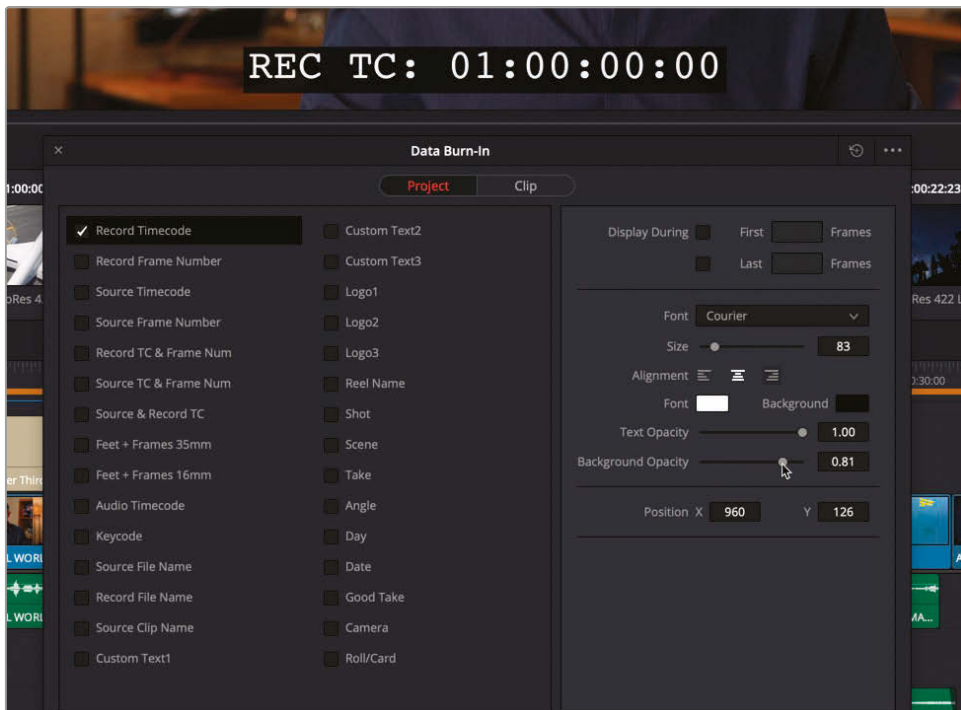 REC TC: 01:00:00:00
Data Burn-In
Project
Clip
1:00:00
:00:22:23
Record Timecode
Record Frame Number
Source Timecode
Source Frame Number
Record TC & Frame Num
Source TC & Frame Num
Source & Record TC
Feet + Frames 35mm
Feet + Frames 16mm
Audio Timecode
Keycode
Source File Name
Record File Name
Source Clip Name
Custom Text1
Custom Text2
Custom Text3
Logo1
Logo2
Logo3
Reel Name
Shot
Scene
Take
Angle
Day
Date
Good Take
Camera
Roll/Card
Display During First Frames
Last Frames
Font Courier
Size 83
Alignment
Font Background
Text Opacity 1.00
Background Opacity 0.81
Position X 960 Y 126
oRes 4
Res 422 L
0:30:00
er Thir
L WORL
L WORL
A
MA...